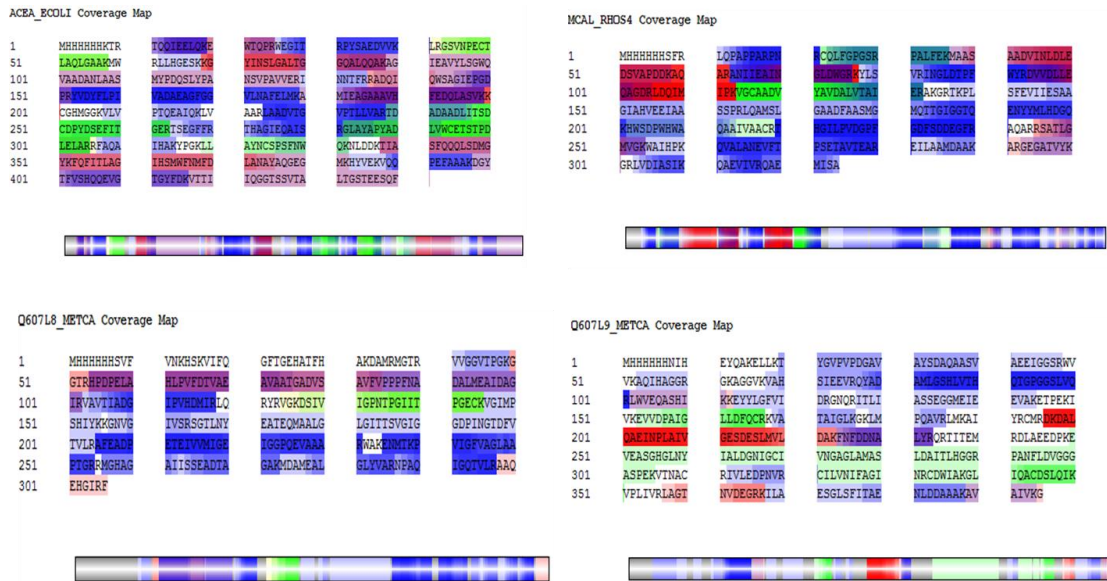 ACEA_ECOLI Coverage Map
1 MHHHHHHKTR TQQIEELQKE WTQPRWEGIT RPYSAEDVVK LRGSVNPECT
51 LAQLGAAKMW RLLHGESKKG YINSLGALTG GQALQQAKAG IEAVYLSGWQ
101 VAADANLAAS MYPDQSLYPA NSVPAVVERI NNTFRRADQI QWSAGIEPGD
151 PRYVDYFLPI VADAEAGFGG VLNAFELMKA MIEAGAAAVH FEDQLASVKK
201 CGHMGGKVLV PTQEAIQKLV AARLAADVTG VPTLLVARTD ADAADLITSD
251 CDPYDSEFIT GERTSEGFFR THAGIEQAIS RGLAYAPYAD LVWCETSTPD
301 LELARRFAQA IHAKYPGKLL AYNCSPSFNW QKNLDDKTIA SFQQQLSDMG
351 YKFQFITLAG IHSMWFNMFD LANAYAQGEG MKHYVEKVQQ PEFAAAKDGY
401 TFVSHQQEVG TGYFDKVTTI IQGGTSSVTA LTGSTEESQF
MCAL_RHOS4 Coverage Map
1 MHHHHHHSFR LQPAPPARPN RCQLFGPGSR PALFEKMAAS AADVINLDLE
51 DSVAPDDKAQ ARANIIEAIN GLDWGRKYLS VRINGLDTPF WYRDVVDLLE
101 QAGDRLDQIM IPKVGCAADV YAVDALVTAI ERAKGRTKPL SFEVIIESAA
151 GIAHVEEIAA SSPRLQAMSL GAADFAASMG MQTTGIGGTQ ENYYMLHDGQ
201 KHWSDPWHWA QAAIVAACRT HGILPVDGPF GDFSDDEGFR AQARRSATLG
251 MVGKWAIHPK QVALANEVFT PSETAVTEAR EILAAMDAAK ARGEGATVYK
301 GRLVDIASIK QAEVIVRQAE MISA
Q607L8_METCA Coverage Map
1 MHHHHHHSVF VNKHSKVIFQ GFTGEHATFH AKDAMRMGTR VVGGVTPGKG
51 GTRHPDPELA HLPVFDTVAE AVAATGADVS AVFVPPPFNA DALMEAIDAG
101 IRVAVTIADG IPVHDMIRLQ RYRVGKDSIV IGPNTPGIIT PGECKVGIMP
151 SHIYKKGNVG IVSRSGTLNY EATEQMAALG LGITTSVGIG GDPINGTDFV
201 TVLRAFEADP ETEIVVMIGE IGGPQEVAAA RWAKENMTKP VIGFVAGLAA
251 PTGRRMGHAG AIISSEADTA GAKMDAMEAL GLYVARNPAQ IGQTVLRAAQ
301 EHGIRF
Q607L9_METCA Coverage Map
1 MHHHHHHNIH EYQAKELLKT YGVPVPDGAV AYSDAQAASV AEEIGGSRWV
51 VKAQIHAGGR GKAGGVKVAH SIEEVRQYAD AMLGSHLVTH QTGPGGSLVQ
101 RLWVEQASHI KKEYYLGFVI DRGNQRITLI ASSEGGMEIE EVAKETPEKI
151 VKEVVDPAIG LLDFQCRKVA TAIGLKGKLM PQAVRLMKAI YRCMRDKDAL
201 QAEINPLAIV GESDESLMVL DAKFNFDDNA LYRQRTITEM RDLAEEDPKE
251 VEASGHGLNY IALDGNIGCI VNGAGLAMAS LDAITLHGGR PANFLDVGGG
301 ASPEKVTNAC RIVLEDPNVR CILVNIFAGI NRCDWIAKGL IQACDSLQIK
351 VPLIVRLAGT NVDEGRKILA ESGLSFITAE NLDDAAAKAV AIVKG